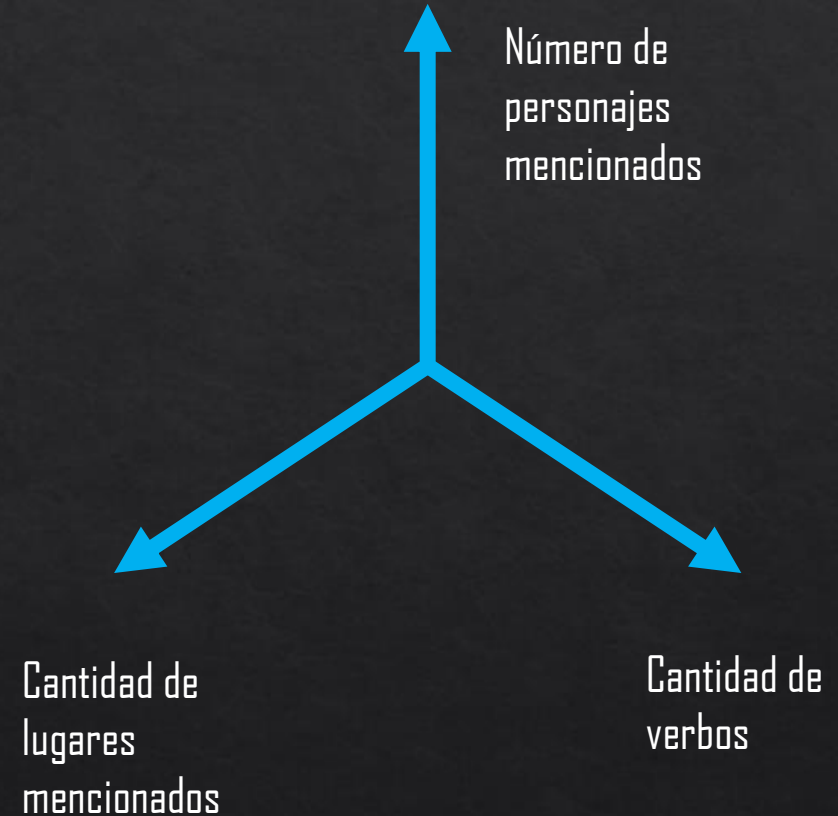 Número de
personajes
mencionados
Cantidad de
lugares
mencionados
Cantidad de
verbos